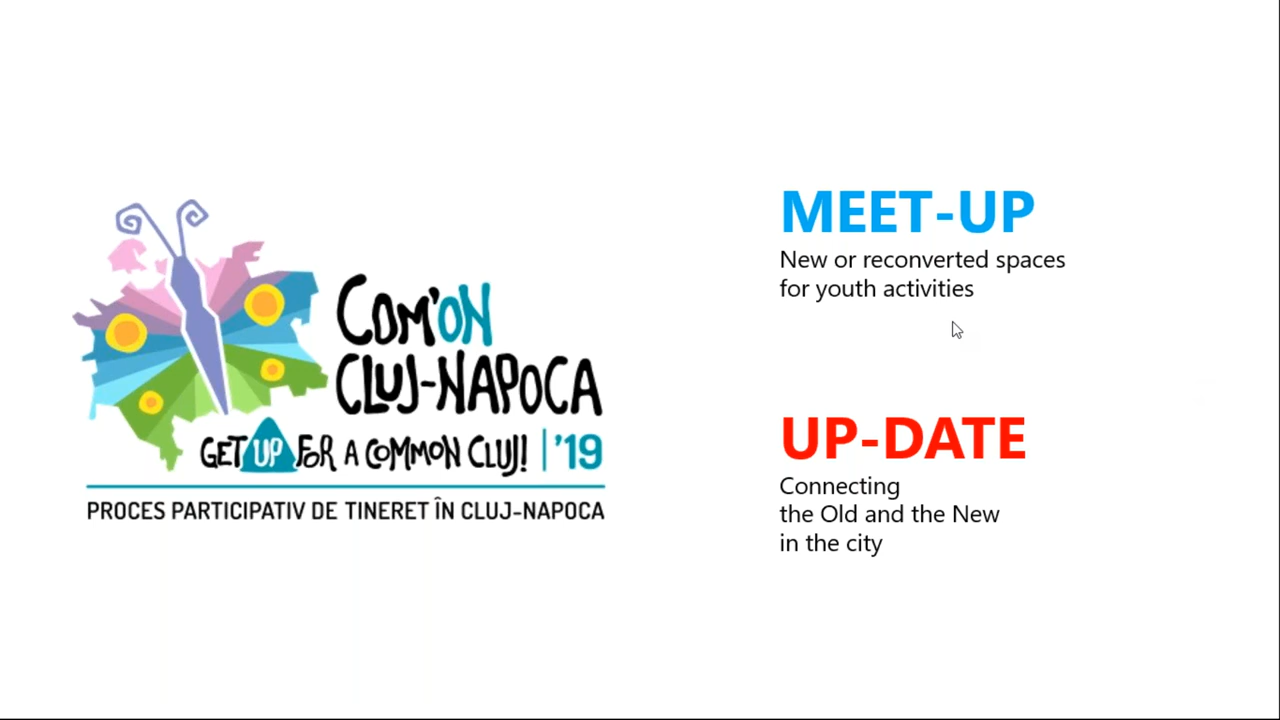 COM'ON
CLUJ-NAPOCA
GET UP FOR A COMMON CLUJ! | '19
PROCES PARTICIPATIV DE TINERET ÎN CLUJ-NAPOCA
MEET-UP
New or reconverted spaces
for youth activities
UP-DATE
Connecting
the Old and the New
in the city